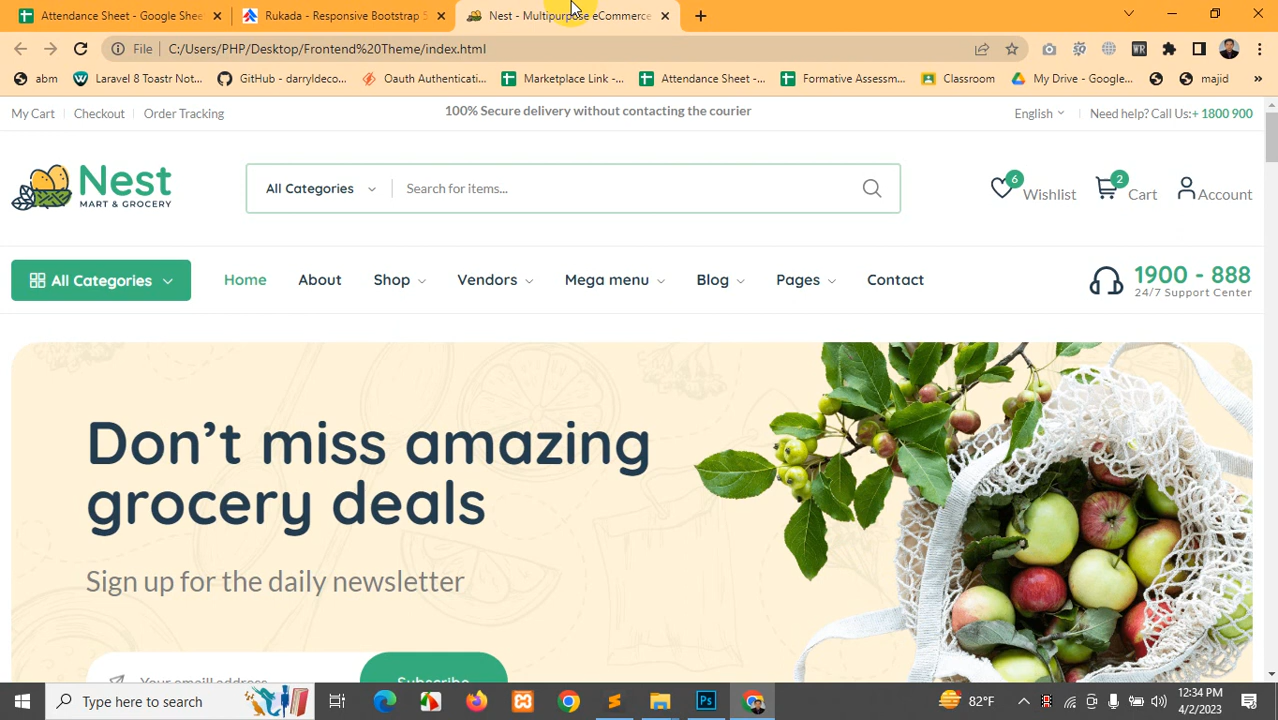 Attendance Sheet - Google Shee
Rukada - Responsive Bootstrap 5
Nest - Multipurpose eCommerce
File
C:/Users/PHP/Desktop/Frontend%20Theme/index.html
abm
Laravel 8 Toastr Not...
GitHub - darryldeco...
Oauth Authenticati...
Marketplace Link -...
Attendance Sheet -...
Formative Assessm...
Classroom
My Drive - Google...
majid
»
My Cart
Checkout
Order Tracking
100% Secure delivery without contacting the courier
English
Need help? Call Us:+ 1800 900
Nest
MART & GROCERY
All Categories
Search for items...
6
Wishlist
2
Cart
Account
All Categories
Home
About
Shop
Vendors
Mega menu
Blog
Pages
Contact
1900 - 888
24/7 Support Center
Don't miss amazing
grocery deals
Sign up for the daily newsletter
Your emaill address
Subscribe
Type here to search
82°F
12:34 PM
4/2/2023